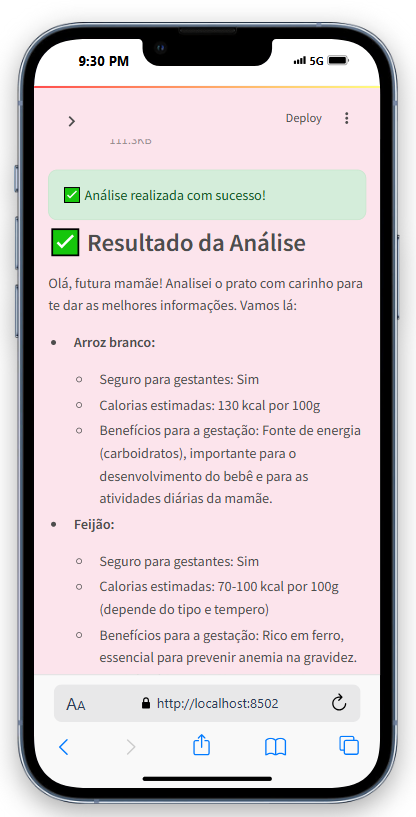 9:30 PM
5G
Deploy
111.3KB
Análise realizada com sucesso!
Resultado da Análise
Olá, futura mamãe! Analisei o prato com carinho para
te dar as melhores informações. Vamos lá:
Arroz branco:
Seguro para gestantes: Sim
Calorias estimadas: 130 kcal por 100g
Benefícios para a gestação: Fonte de energia
(carboidratos), importante para o
desenvolvimento do bebê e para as
atividades diárias da mamãe.
Feijão:
Seguro para gestantes: Sim
Calorias estimadas: 70-100 kcal por 100g
(depende do tipo e tempero)
Benefícios para a gestação: Rico em ferro,
essencial para prevenir anemia na gravidez.
AA
http://localhost:8502